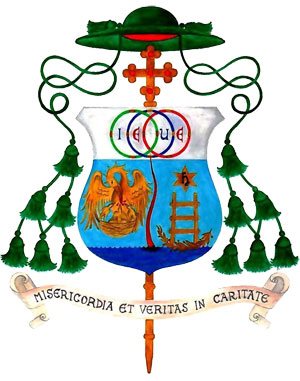 I E U E
MISERICORDIA ET VERITAS IN CARITATE